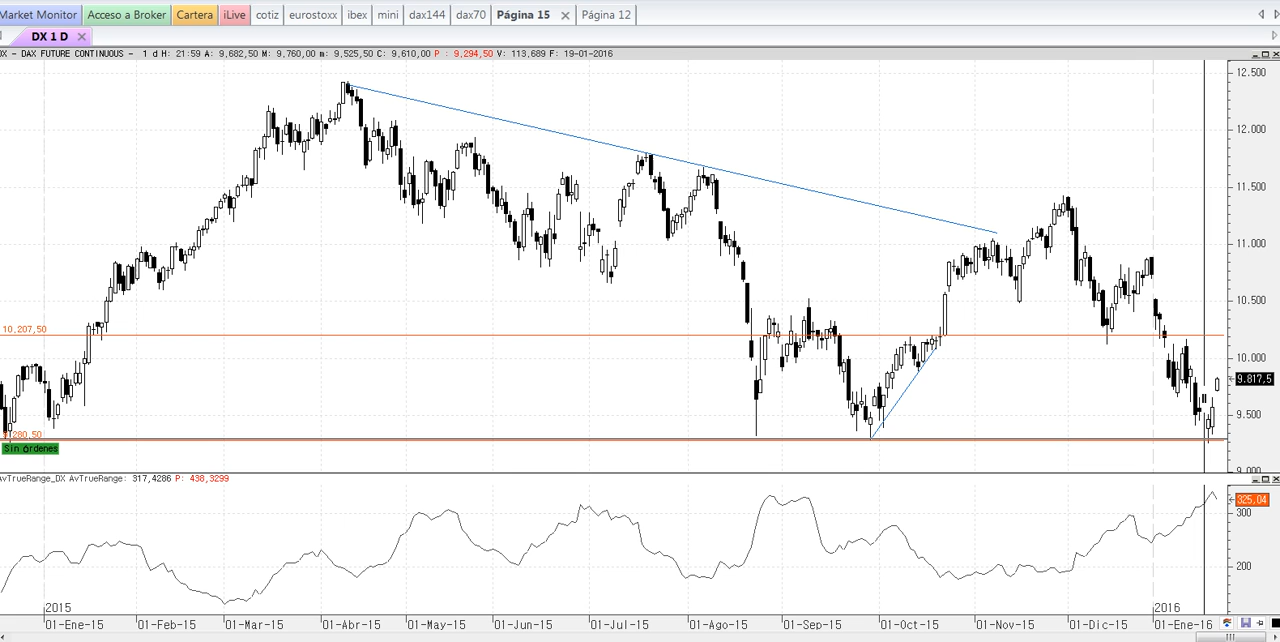 Market Monitor Acceso a Broker Cartera iLive cotiz eurostoxx ibex mini dax144 dax70 Página 15 Página 12
DX 1 D
DX - DAX FUTURE CONTINUOUS - 1 d H: 21:59 A: 9,682,50 M: 9,760,00 m: 9,525,50 C: 9,610,00 P : 9,294,50 V: 113,689 F: 19-01-2016
12.500
12.000
11.500
11.000
10.500
10,207,50
10.000
9.817,5
9.500
9,280,50
Sin órdenes
9.000
AvTrueRange_DX AvTrueRange: 317,4286 P: 438,3299
325,04
300
200
2015 2016
01-Ene-15 01-Feb-15 01-Mar-15 01-Abr-15 01-May-15 01-Jun-15 01-Jul-15 01-Ago-15 01-Sep-15 01-Oct-15 01-Nov-15 01-Dic-15 01-Ene-16